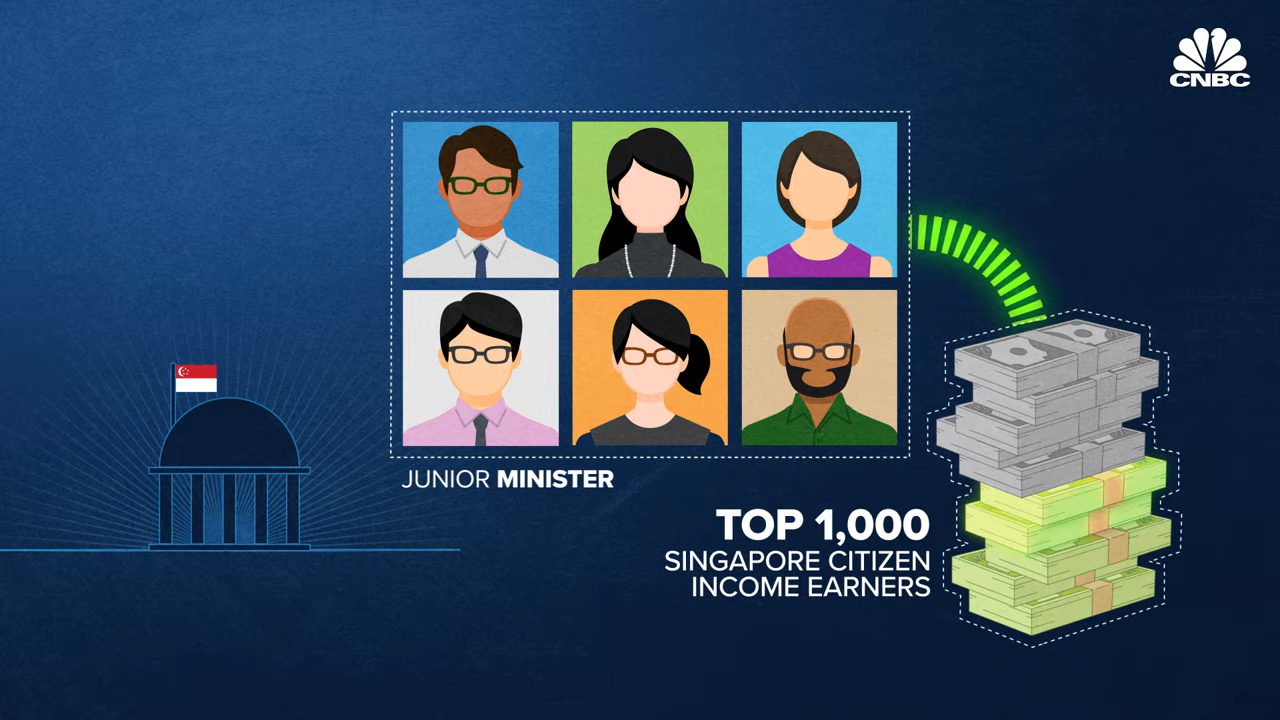 CNBC
JUNIOR MINISTER
TOP 1,000
SINGAPORE CITIZEN
INCOME EARNERS